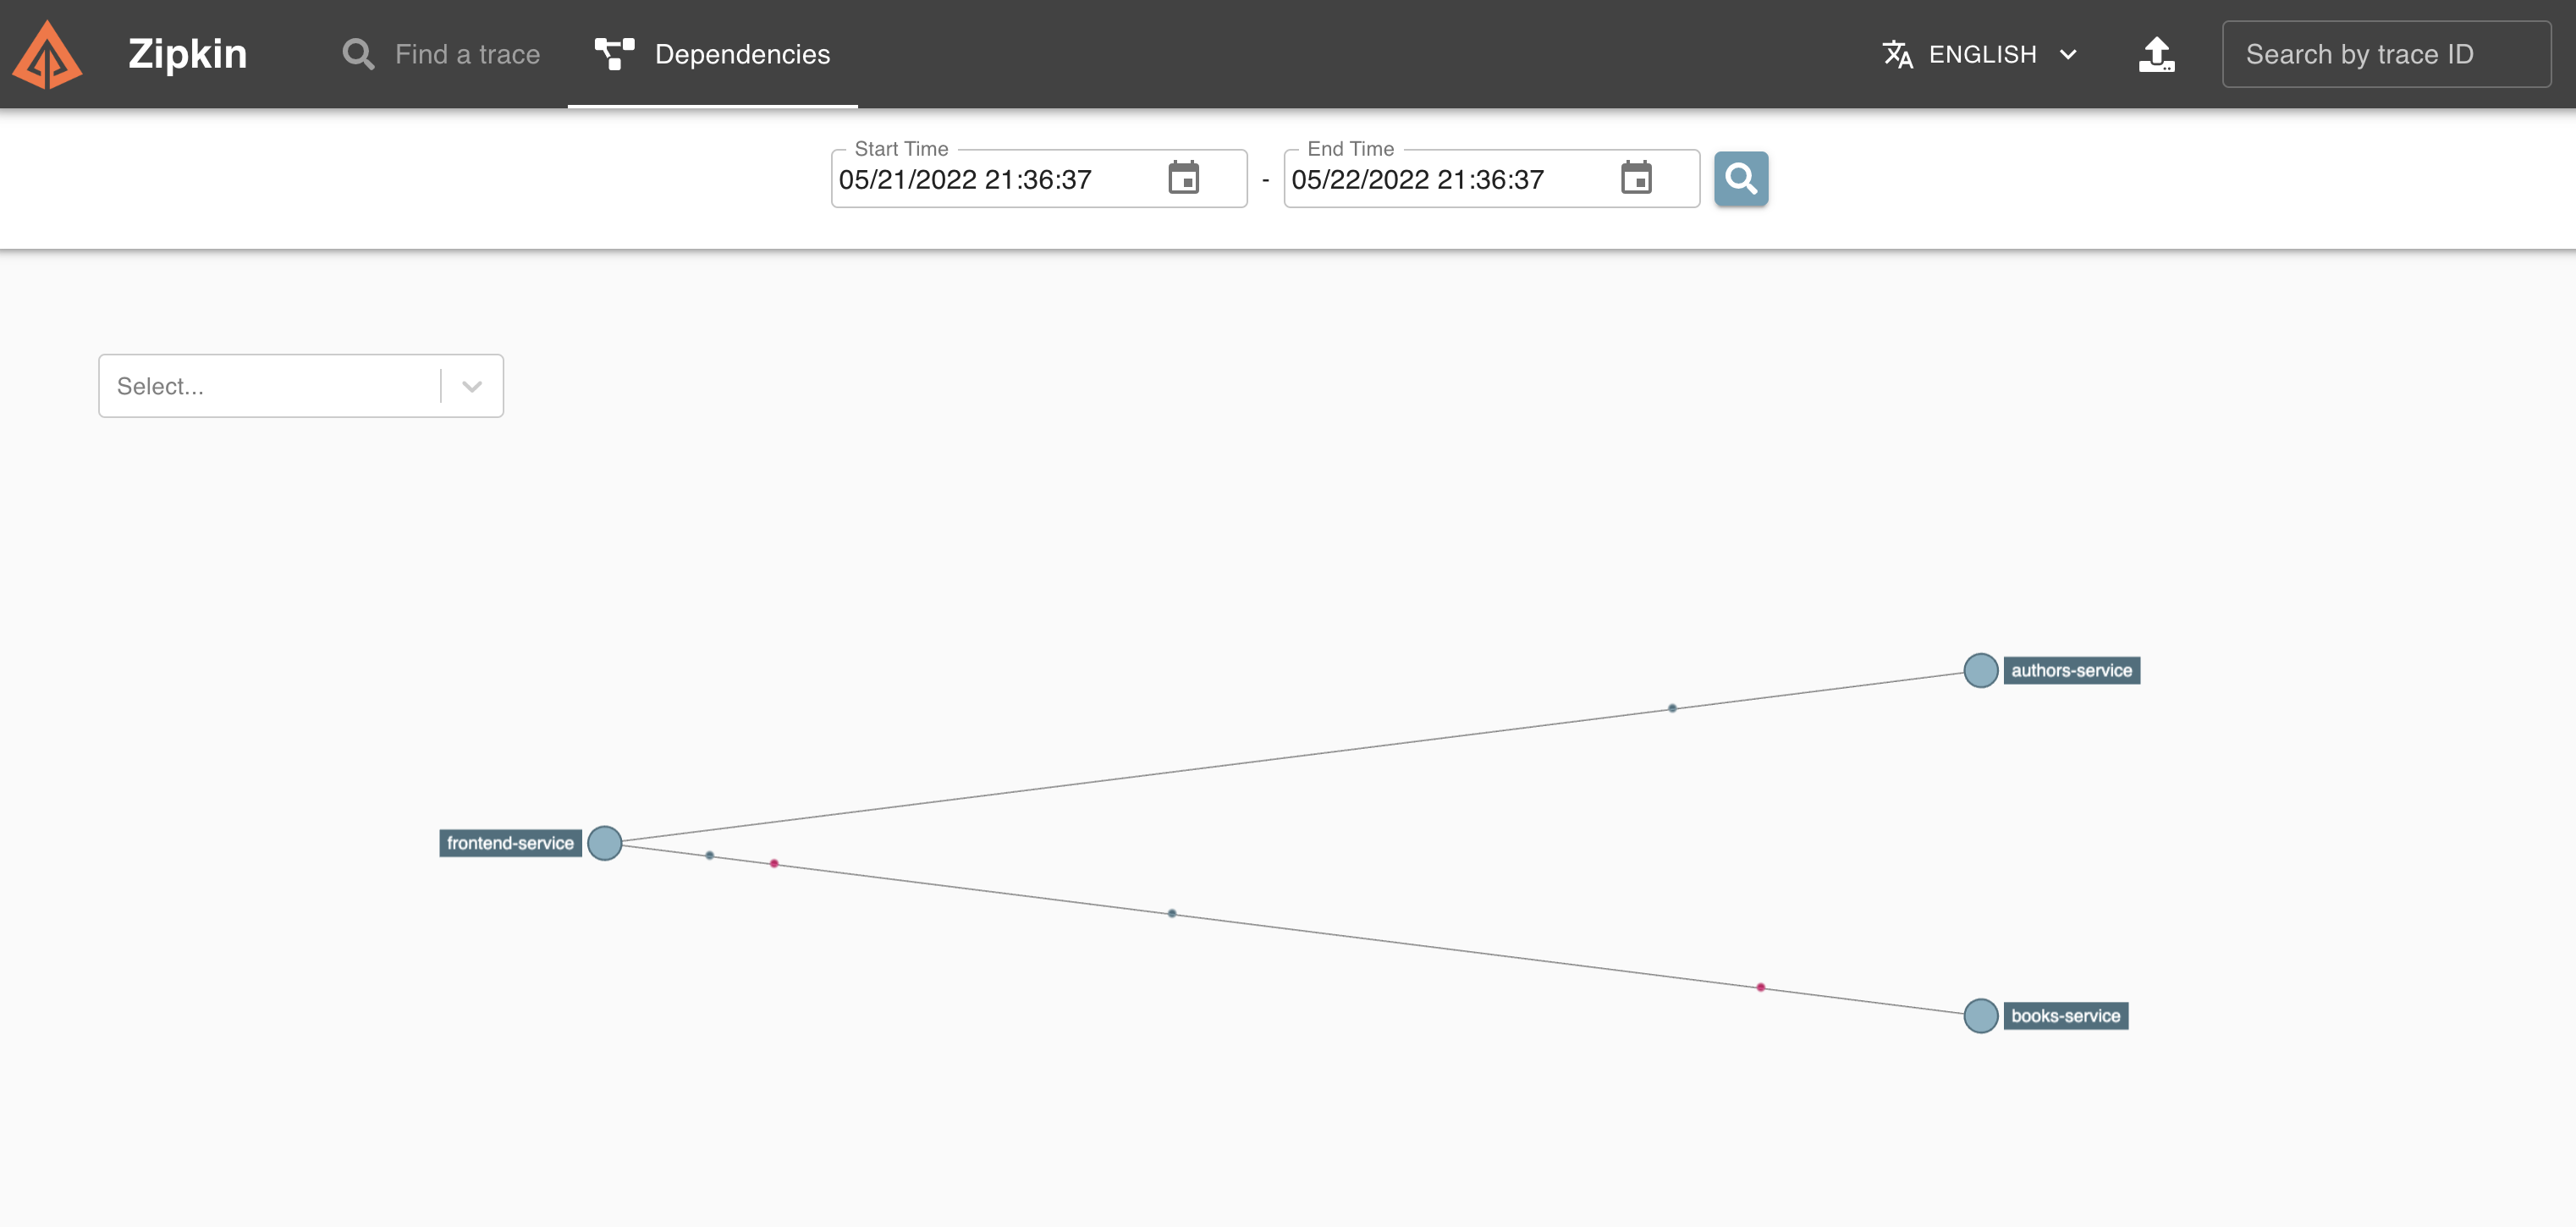 Zipkin
Find a trace
Dependencies
ENGLISH
Search by trace ID
Start Time
05/21/2022 21:36:37
-
End Time
05/22/2022 21:36:37
Select...
authors-service
frontend-service
books-service